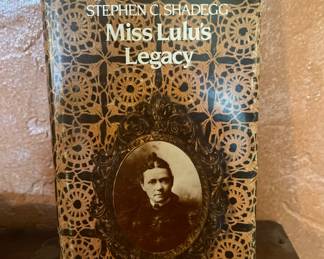 STEPHEN C. SHADEGG
Miss Lulu's
Legacy